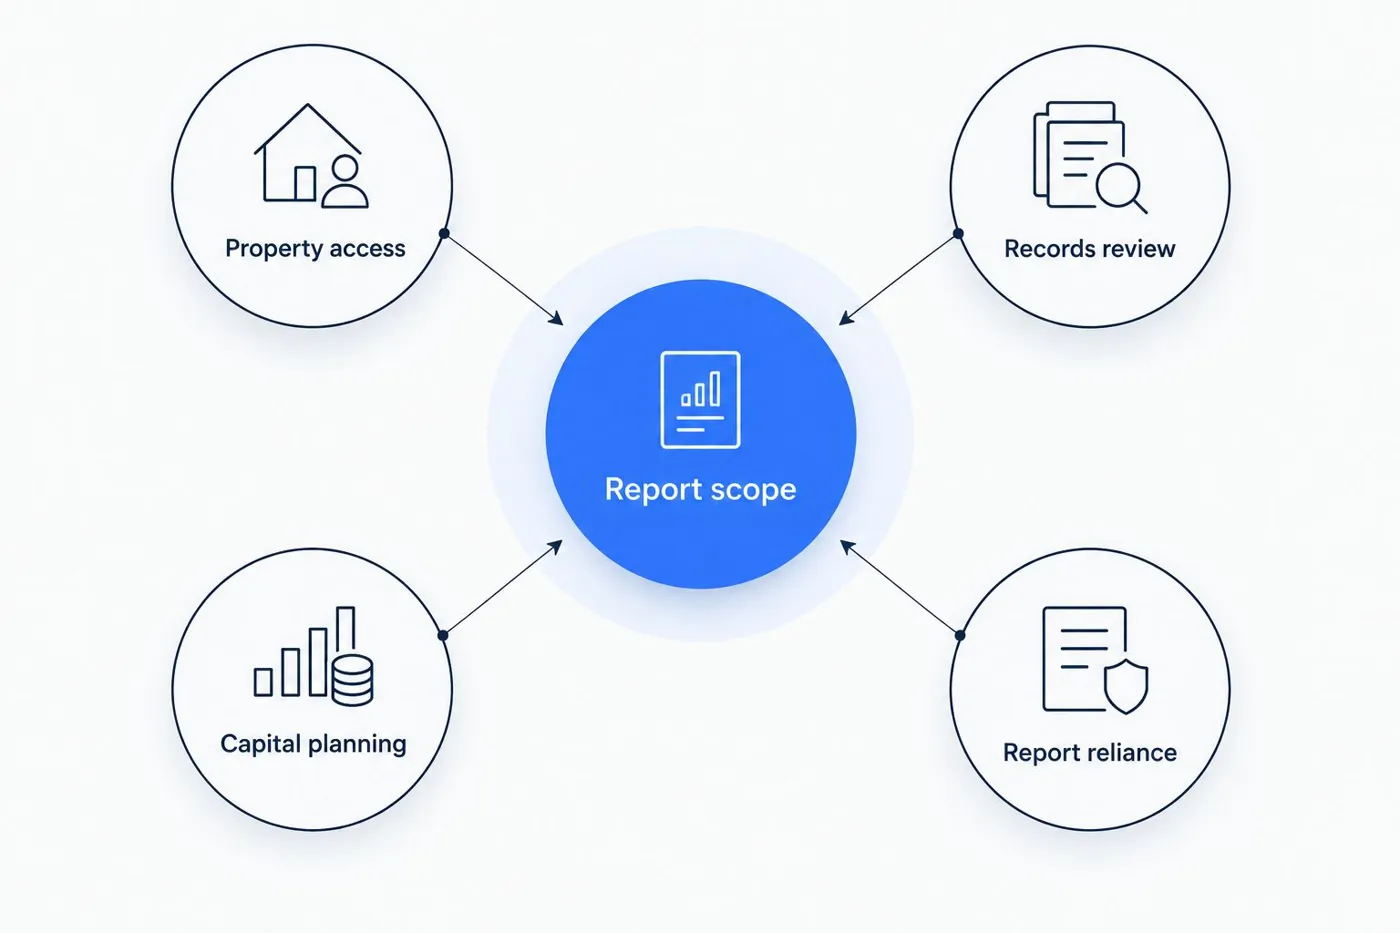 Property access
Records review
Report scope
Capital planning
Report reliance